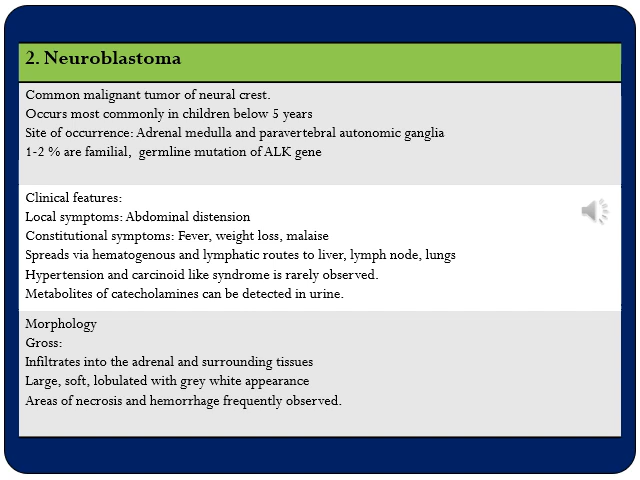 2. Neuroblastoma
Common malignant tumor of neural crest.
Occurs most commonly in children below 5 years
Site of occurrence: Adrenal medulla and paravertebral autonomic ganglia
1-2 % are familial,  germline mutation of ALK gene
Clinical features:
Local symptoms: Abdominal distension
Constitutional symptoms: Fever, weight loss, malaise
Spreads via hematogenous and lymphatic routes to liver, lymph node, lungs
Hypertension and carcinoid like syndrome is rarely observed.
Metabolites of catecholamines can be detected in urine.
Morphology
Gross:
Infiltrates into the adrenal and surrounding tissues
Large, soft, lobulated with grey white appearance
Areas of necrosis and hemorrhage frequently observed.